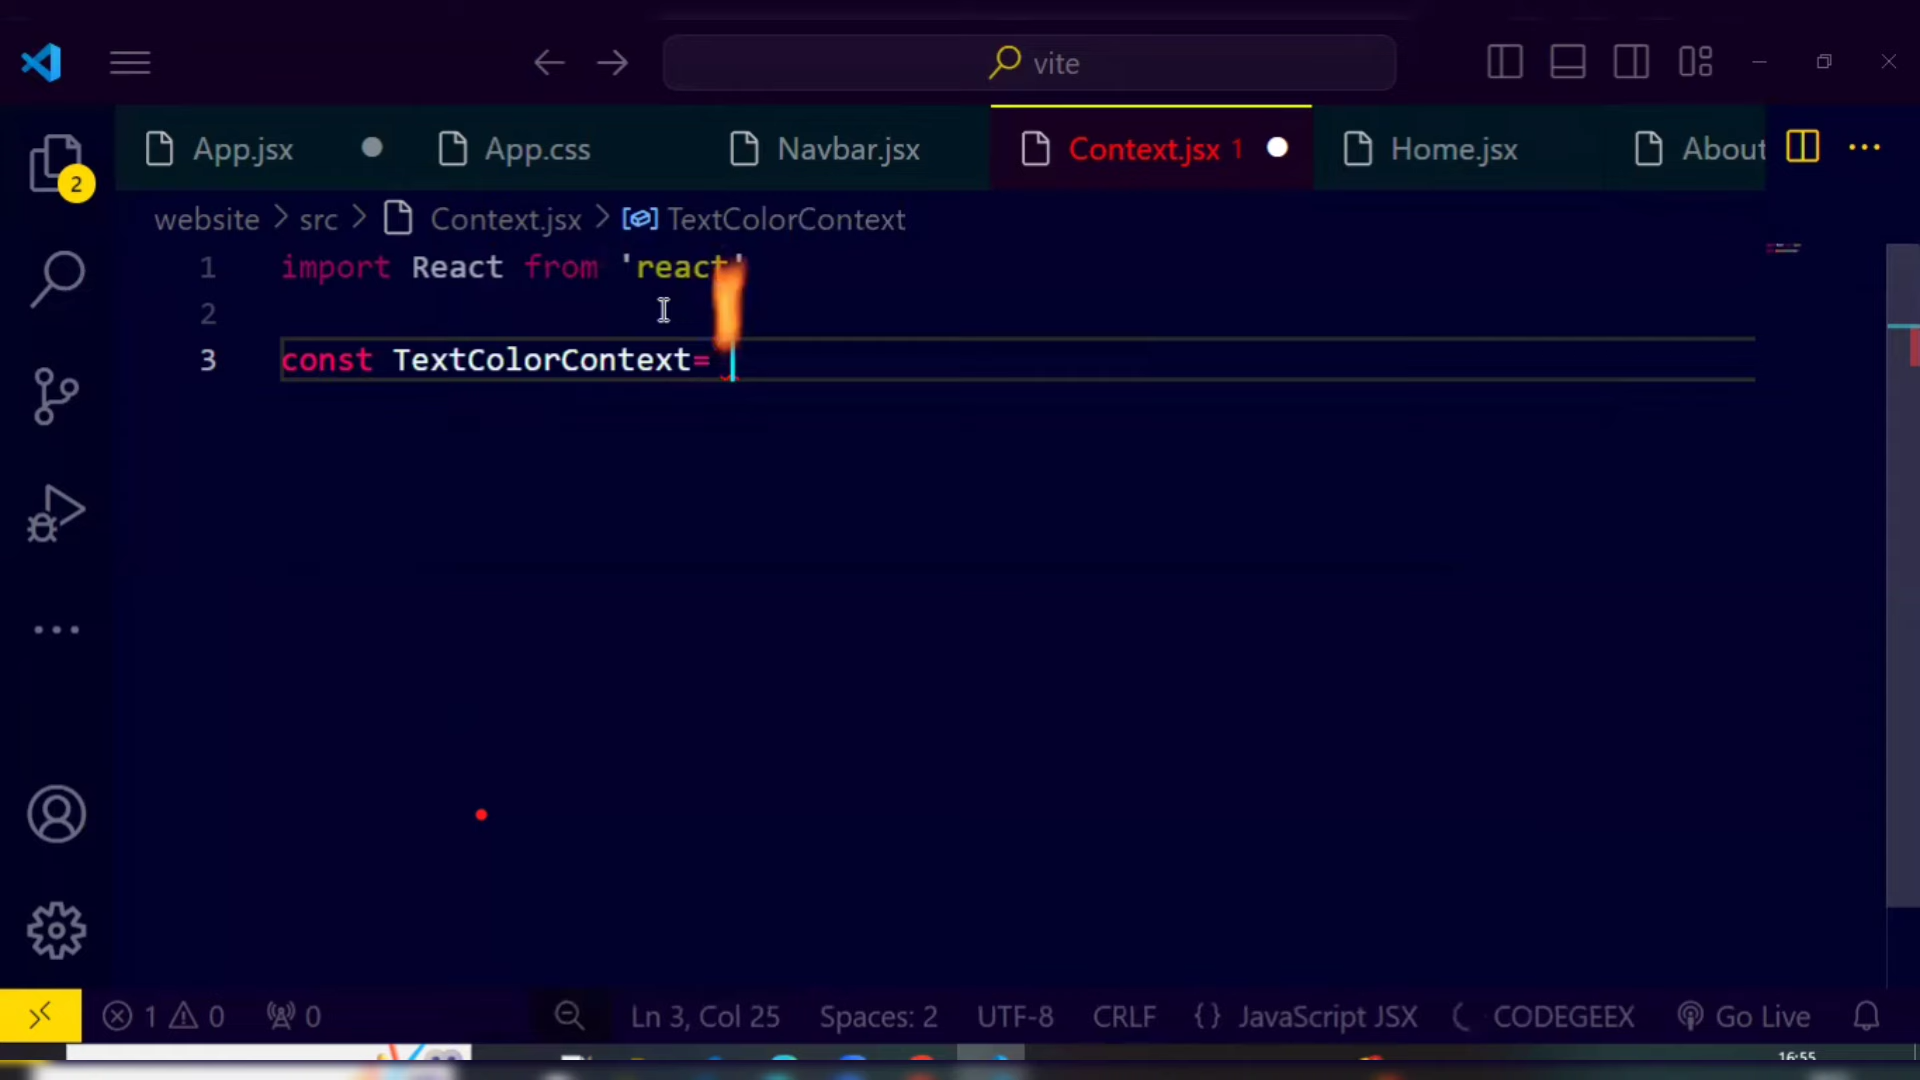 vite
App.jsx
App.css
Navbar.jsx
Context.jsx 1
Home.jsx
About
2
website > src > Context.jsx > TextColorContext
1 import React from 'react'
2
3 const TextColorContext=
1 0 0 Ln 3, Col 25 Spaces: 2 UTF-8 CRLF {} JavaScript JSX CODEGEEX Go Live
16:55